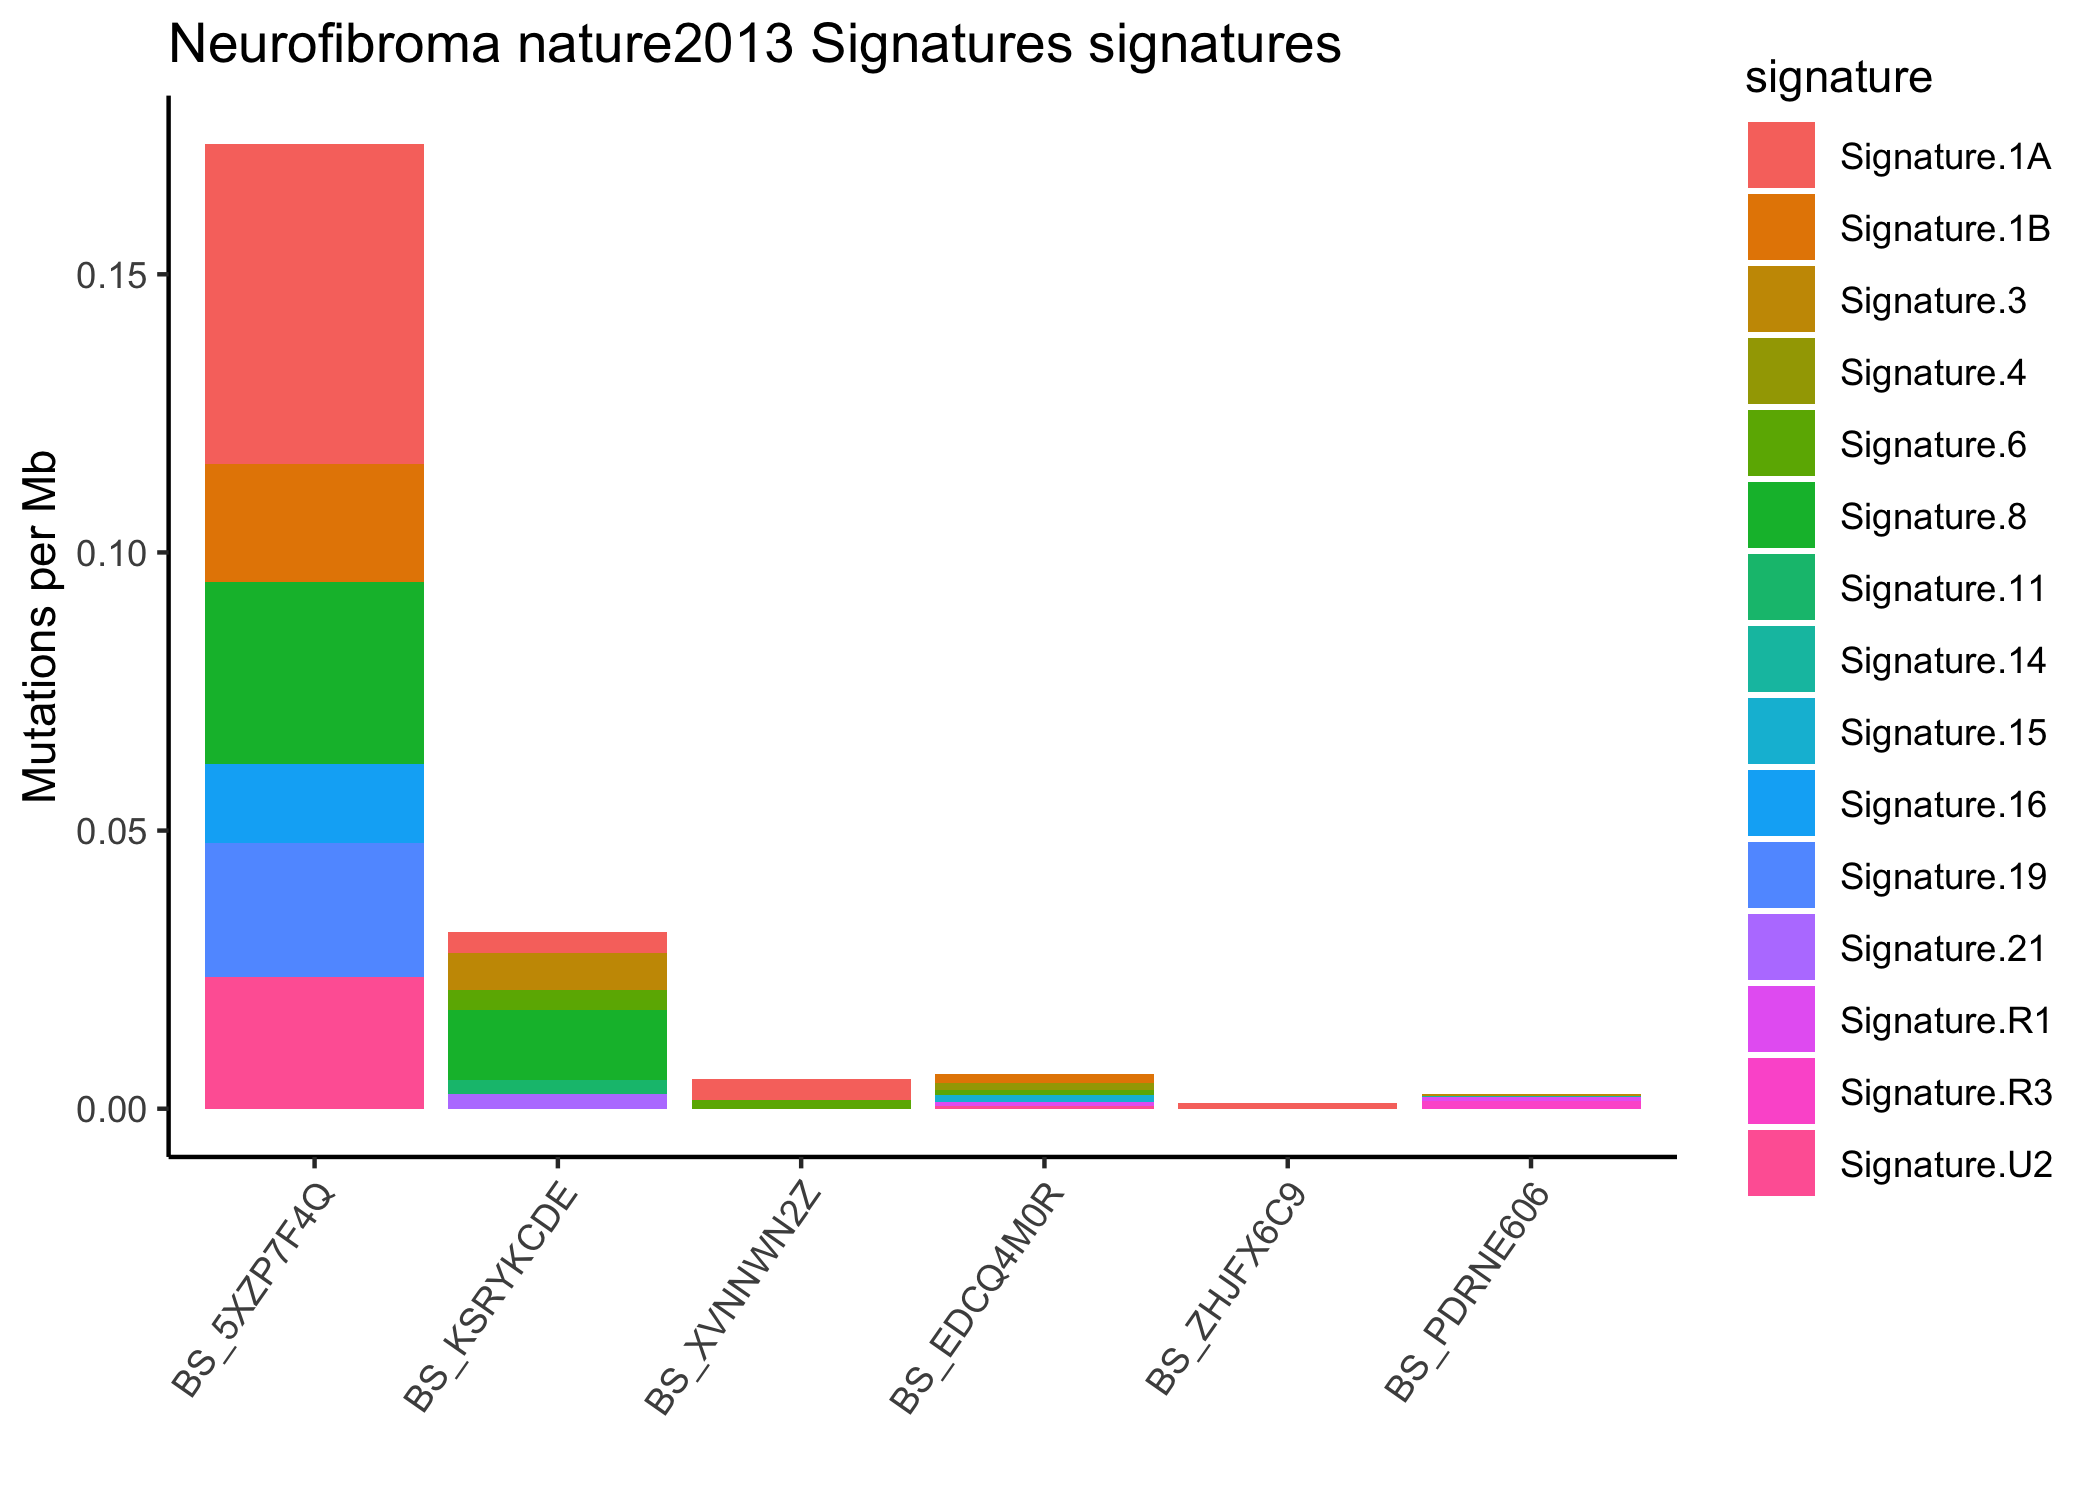 Neurofibroma nature2013 Signatures signatures
Mutations per Mb
0.15
0.10
0.05
0.00
BS_5XZP7F4Q
BS_KSRYKCDE
BS_XVNNWN2Z
BS_EDCQ4M0R
BS_ZHJFX6C9
BS_PDRNE606
signature
Signature.1A
Signature.1B
Signature.3
Signature.4
Signature.6
Signature.8
Signature.11
Signature.14
Signature.15
Signature.16
Signature.19
Signature.21
Signature.R1
Signature.R3
Signature.U2